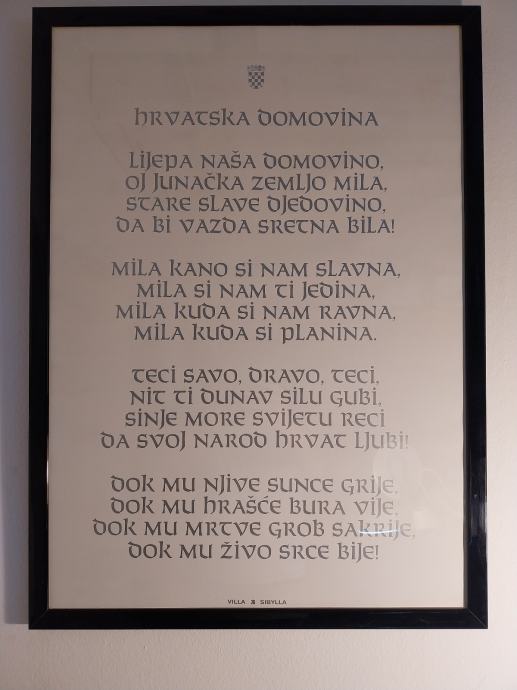 HRVATSKA DOMOVINA
LIJEPA NAŠA DOMOVINO,
OJ JUNAČKA ZEMLJO MILA,
STARE SLAVE DJEDOVINO,
DA BI VAZDA SRETNA BILA!
MILA KANO SI NAM SLAVNA,
MILA SI NAM TI JEDINA,
MILA KUDA SI NAM RAVNA,
MILA KUDA SI PLANINA.
TECI SAVO, DRAVO, TECI,
NIT TI DUNAV SILU GUBI,
SINJE MORE SVIJETU RECI
DA SVOJ NAROD HRVAT LJUBI!
DOK MU NJIVE SUNCE GRIJE,
DOK MU HRAŠĆE BURA VIJE,
DOK MU MRTVE GROB SAKRIJE,
DOK MU ŽIVO SRCE BIJE!
VILLA SIBYLLA